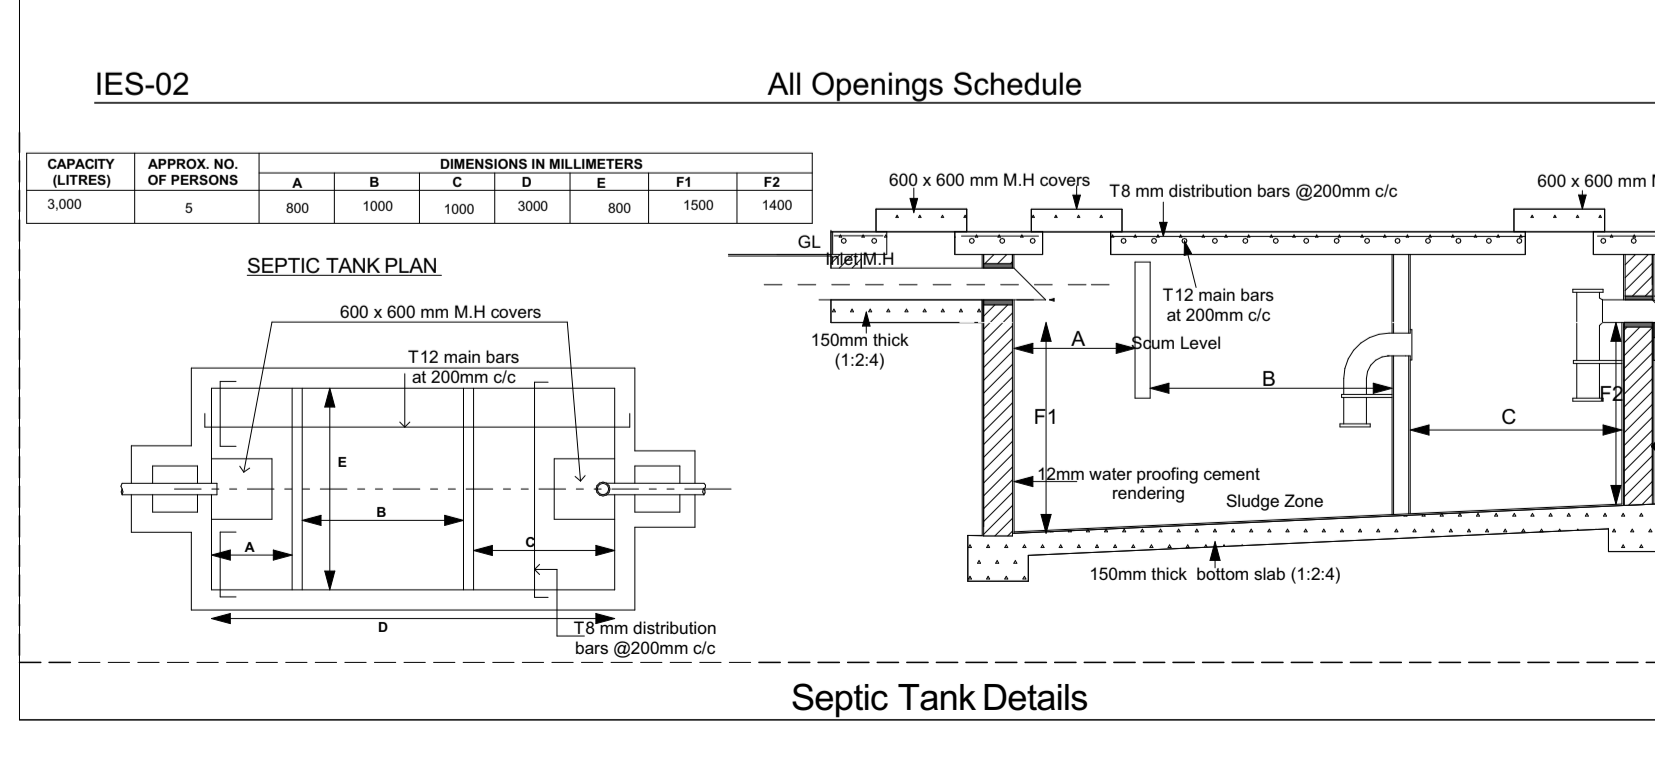 IES-02
All Openings Schedule
CAPACITY (LITRES)
APPROX. NO. OF PERSONS
DIMENSIONS IN MILLIMETERS
A B C D E F1 F2
3,000 5 800 1000 1000 3000 800 1500 1400
SEPTIC TANK PLAN
600 x 600 mm M.H covers
T12 main bars
at 200mm c/c
E
B
A
C
D
T8 mm distribution
bars @200mm c/c
600 x 600 mm M.H covers
T8 mm distribution bars @200mm c/c
600 x 600 mm M
GL
Inlet M.H
T12 main bars
at 200mm c/c
150mm thick
(1:2:4)
A
Scum Level
B
F1
F2
C
12mm water proofing cement
rendering
Sludge Zone
150mm thick bottom slab (1:2:4)
Septic Tank Details